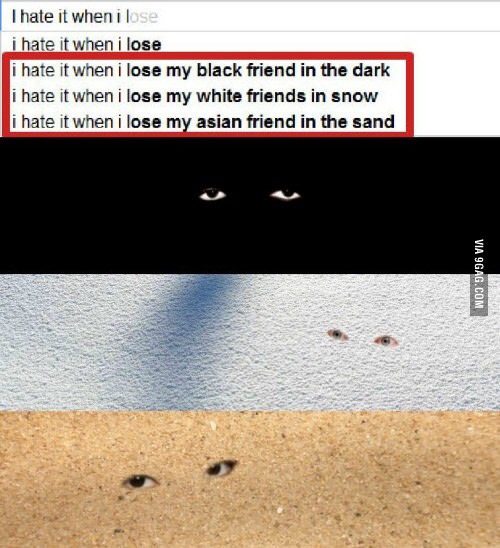 I hate it when i lose
i hate it when i lose
i hate it when i lose my black friend in the dark
i hate it when i lose my white friends in snow
i hate it when i lose my asian friend in the sand
VIA 9GAG.COM